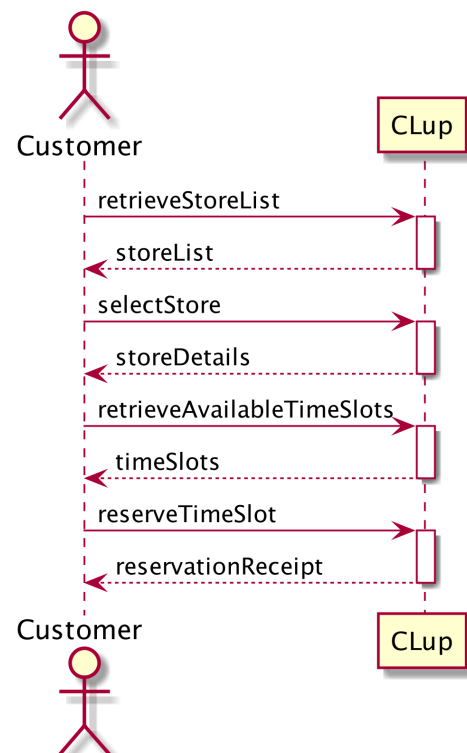 Customer
CLup
retrieveStoreList
storeList
selectStore
storeDetails
retrieveAvailableTimeSlots
timeSlots
reserveTimeSlot
reservationReceipt
Customer
CLup